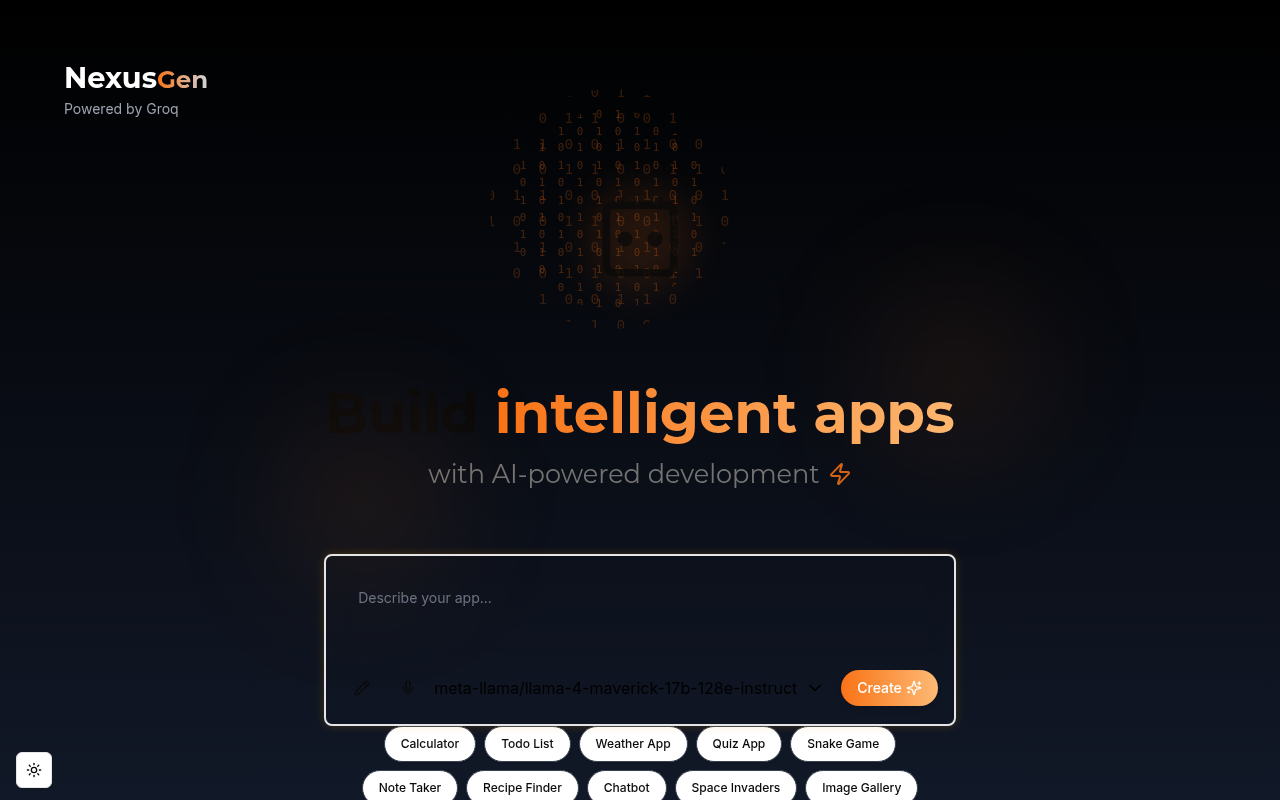 NexusGen
Powered by Groq
Build intelligent apps
with AI-powered development
Describe your app...
meta-llama/llama-4-maverick-17b-128e-instruct
Create
Calculator Todo List Weather App Quiz App Snake Game
Note Taker Recipe Finder Chatbot Space Invaders Image Gallery